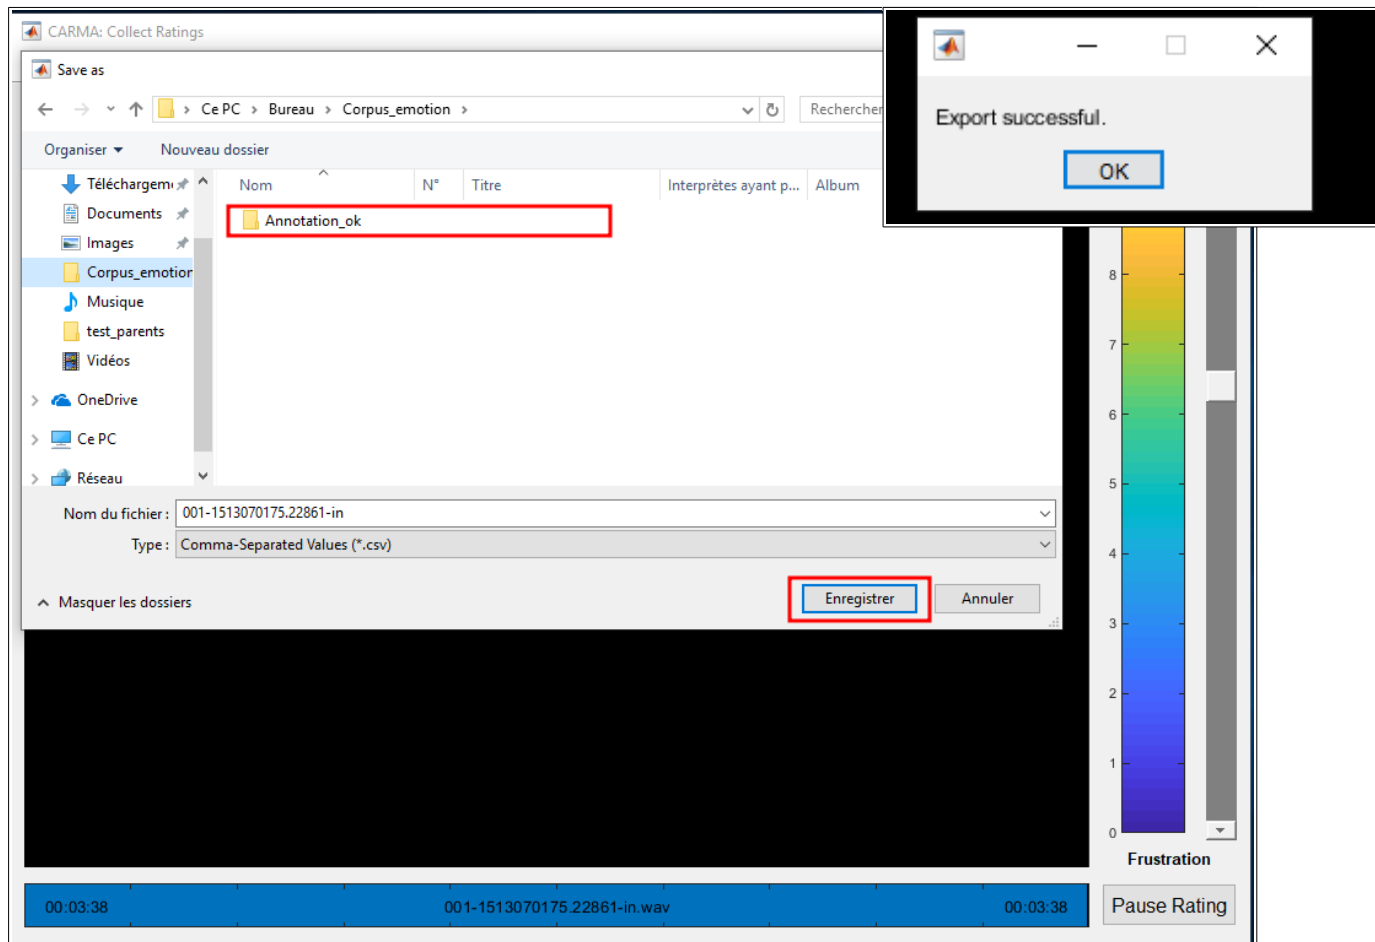 CARMA: Collect Ratings
Save as
Ce PC > Bureau > Corpus_emotion >
Rechercher
Export successful.
OK
Organiser
Nouveau dossier
Nom
N°
Titre
Interprètes ayant p...
Album
Téléchargem
Documents
Images
Corpus_emotion
Musique
test_parents
Vidéos
OneDrive
Ce PC
Réseau
Annotation_ok
Nom du fichier : 001-1513070175.22861-in
Type : Comma-Separated Values (*.csv)
Masquer les dossiers
Enregistrer
Annuler
8
7
6
5
4
3
2
1
0
Frustration
00:03:38
001-1513070175.22861-in.wav
00:03:38
Pause Rating